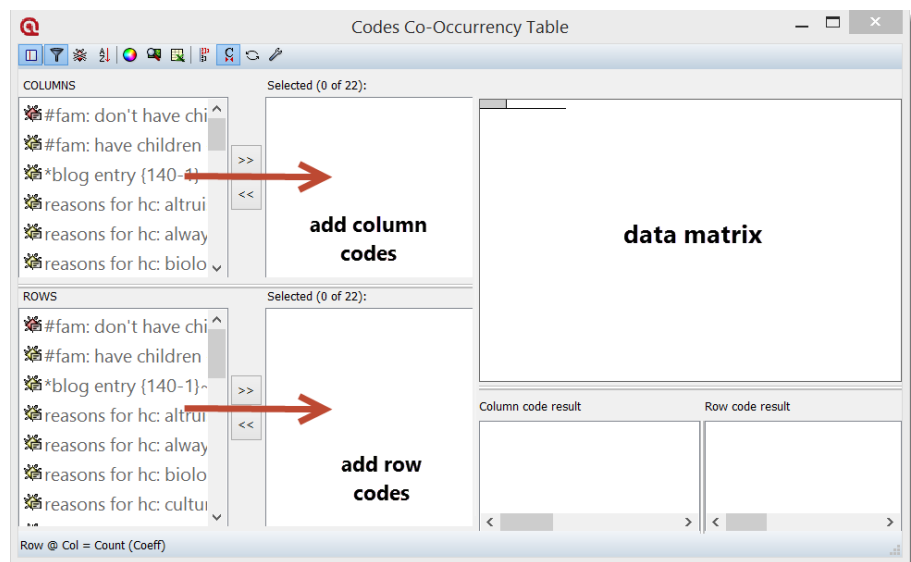 Codes Co-Occurrency Table
COLUMNS
Selected (0 of 22):
#fam: don't have chi
#fam: have children
*blog entry {140-1}
reasons for hc: altrui
reasons for hc: alway
reasons for hc: biolo
>>
<<
add column
codes
data matrix
ROWS
Selected (0 of 22):
#fam: don't have chi
#fam: have children
*blog entry {140-1}~
reasons for hc: altrui
reasons for hc: alway
reasons for hc: biolo
reasons for hc: cultu
>>
<<
add row
codes
Column code result
Row code result
Row @ Col = Count (Coeff)